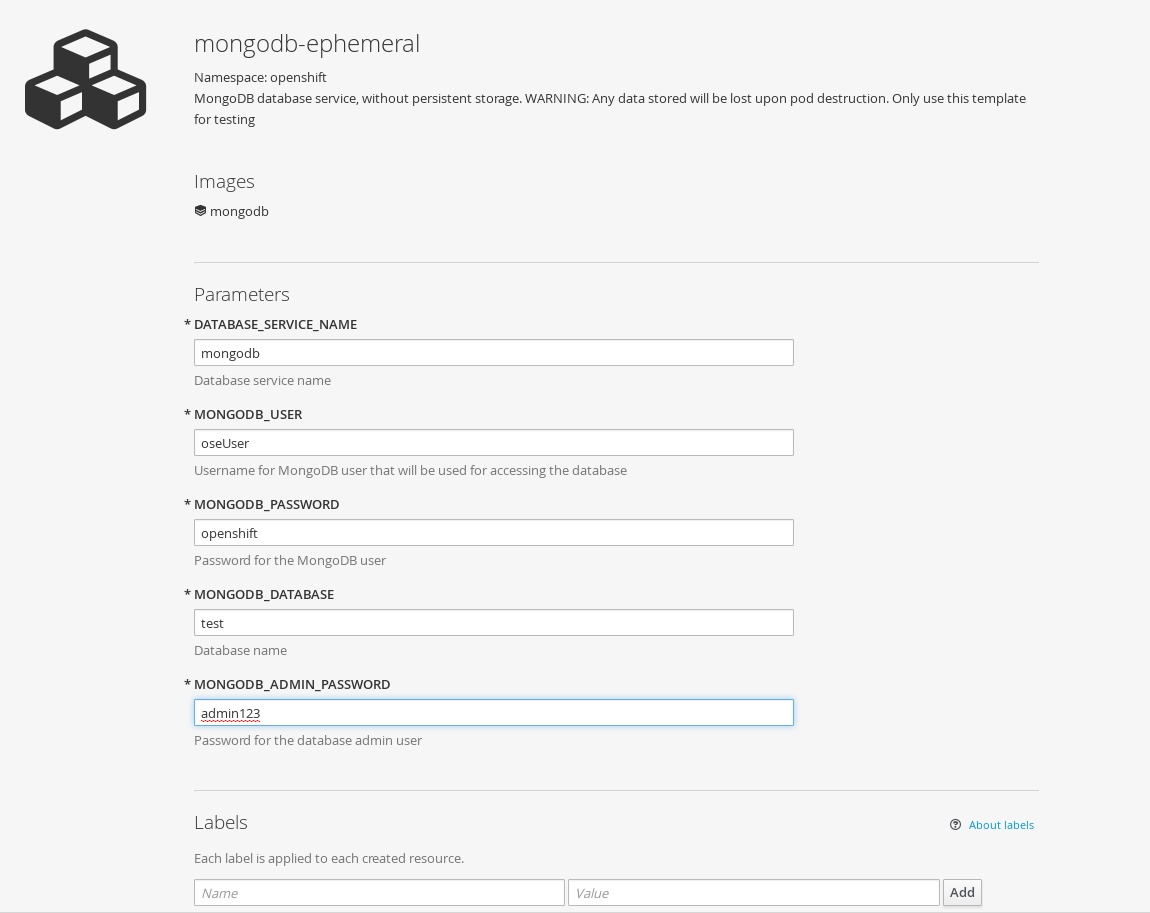 mongodb-ephemeral
Namespace: openshift
MongoDB database service, without persistent storage. WARNING: Any data stored will be lost upon pod destruction. Only use this template
for testing
Images
mongodb
Parameters
* DATABASE_SERVICE_NAME
mongodb
Database service name
* MONGODB_USER
oseUser
Username for MongoDB user that will be used for accessing the database
* MONGODB_PASSWORD
openshift
Password for the MongoDB user
* MONGODB_DATABASE
test
Database name
* MONGODB_ADMIN_PASSWORD
admin123
Password for the database admin user
Labels
? About labels
Each label is applied to each created resource.
Name Value Add